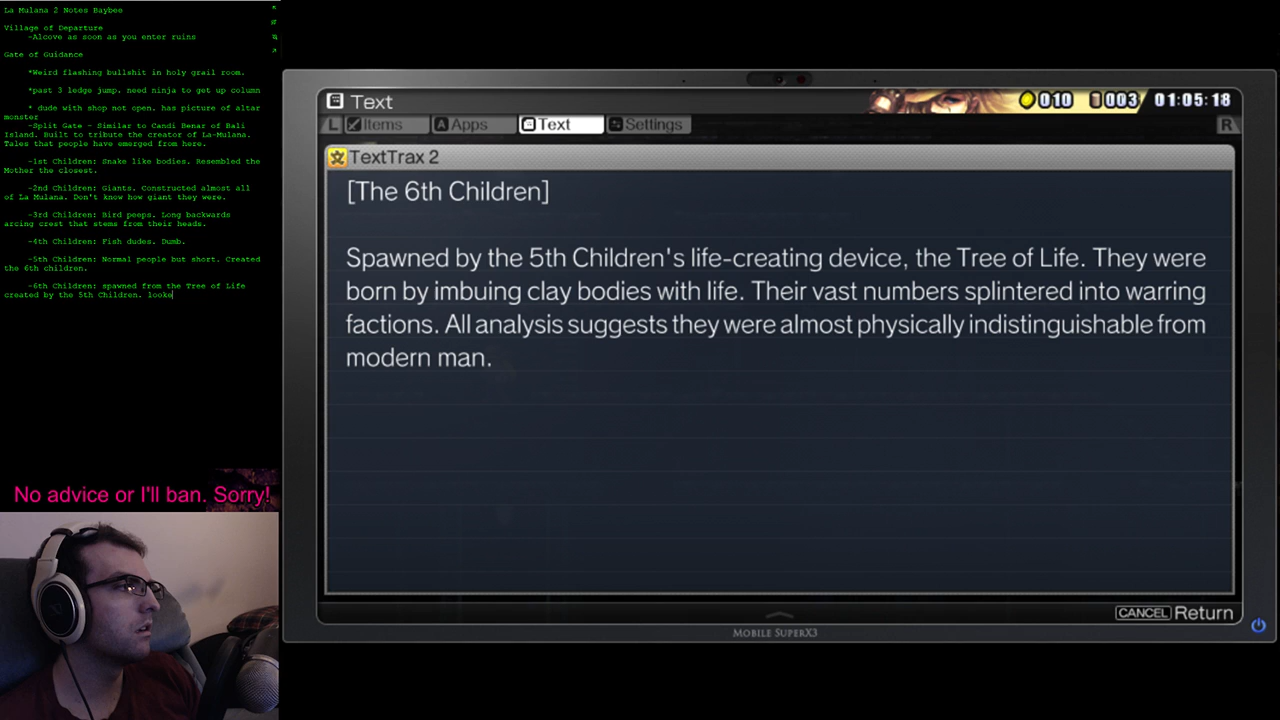 La Mulana 2 Notes Baybee
Village of Departure
-Alcove as soon as you enter ruins
Gate of Guidance
*Weird flashing bullshit in holy grail room.
*past 3 ledge jump. need ninja to get up column
* dude with shop not open. has picture of altar
monster
-Split Gate - Similar to Candi Benar of Bali
Island. Built to tribute the creator of La-Mulana.
Tales that people have emerged from here.
-1st Children: Snake like bodies. Resembled the
Mother the closest.
-2nd Children: Giants. Constructed almost all
of La Mulana. Don't know how giant they were.
-3rd Children: Bird peeps. Long backwards
arcing crest that stems from their heads.
-4th Children: Fish dudes. Dumb.
-5th Children: Normal people but short. Created
the 6th children.
-6th Children: spawned from the Tree of Life
created by the 5th Children. looke
No advice or I'll ban. Sorry!
Text
010 003 01:05:18
L Items A Apps Text Settings R
TextTrax 2
[The 6th Children]
Spawned by the 5th Children's life-creating device, the Tree of Life. They were
born by imbuing clay bodies with life. Their vast numbers splintered into warring
factions. All analysis suggests they were almost physically indistinguishable from
modern man.
CANCEL Return
MOBILE SUPERX3